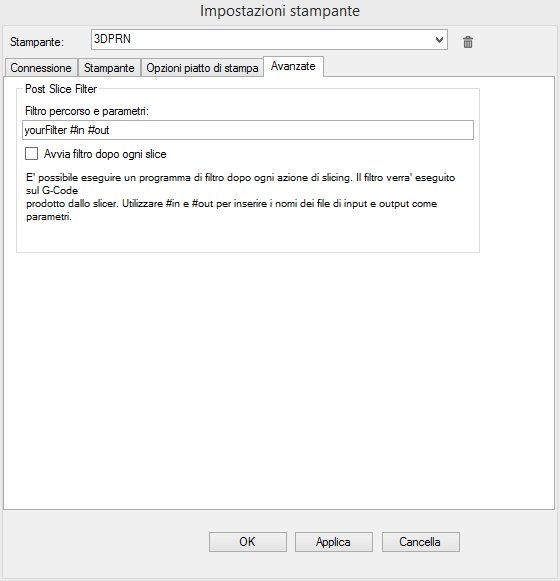 Impostazioni stampante
Stampante: 3DPRN
Connessione Stampante Opzioni piatto di stampa Avanzate
Post Slice Filter
Filtro percorso e parametri:
yourFilter #in #out
Avvia filtro dopo ogni slice
E' possibile eseguire un programma di filtro dopo ogni azione di slicing. Il filtro verra' eseguito
sul G-Code
prodotto dallo slicer. Utilizzare #in e #out per inserire i nomi dei file di input e output come
parametri.
OK Applica Cancella